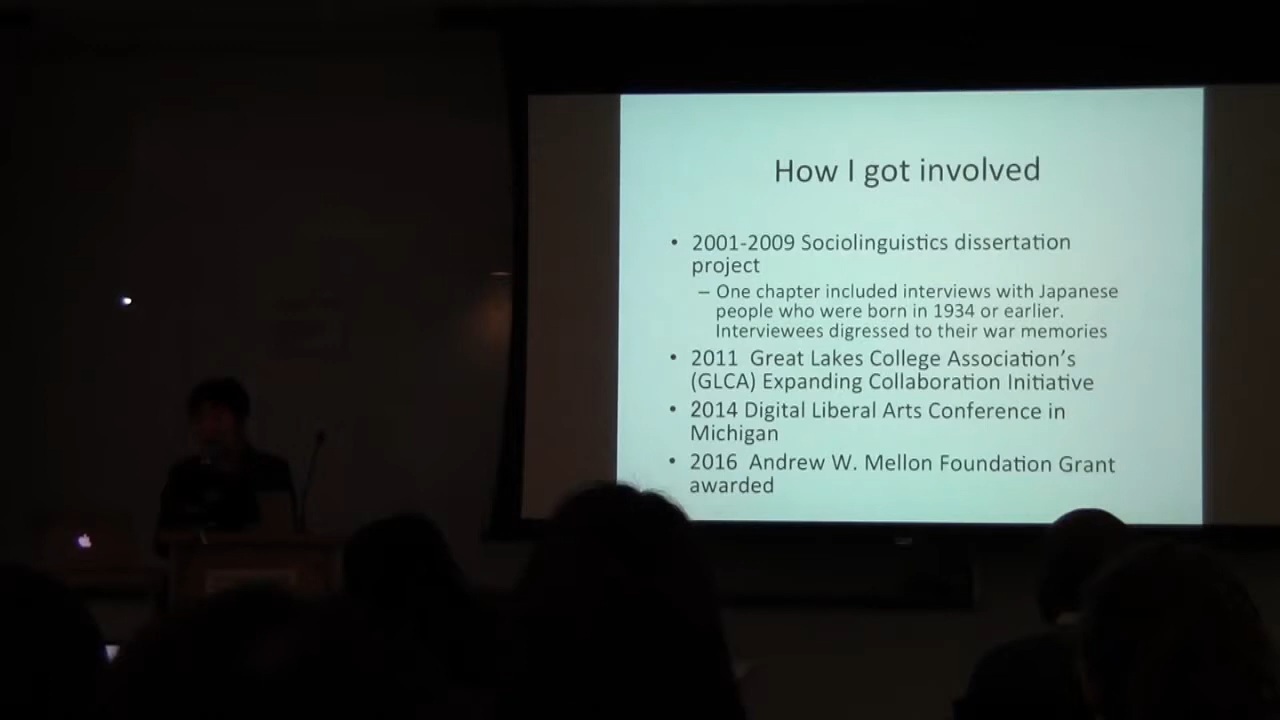 How I got involved
• 2001-2009 Sociolinguistics dissertation
project
– One chapter included interviews with Japanese
people who were born in 1934 or earlier.
Interviewees digressed to their war memories
• 2011  Great Lakes College Association's
(GLCA) Expanding Collaboration Initiative
• 2014 Digital Liberal Arts Conference in
Michigan
• 2016  Andrew W. Mellon Foundation Grant
awarded